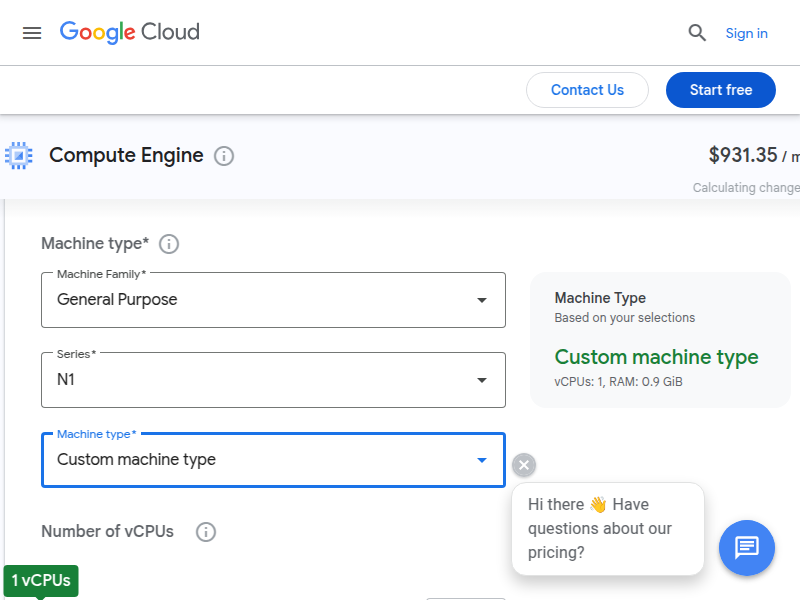 Google Cloud
Sign in
Contact Us
Start free
Compute Engine
$931.35 / m
Calculating change
Machine type*
Machine Family*
General Purpose
Machine Type
Based on your selections
Custom machine type
vCPUs: 1, RAM: 0.9 GiB
Series*
N1
Machine type*
Custom machine type
Hi there 👋 Have
questions about our
pricing?
Number of vCPUs
1 vCPUs